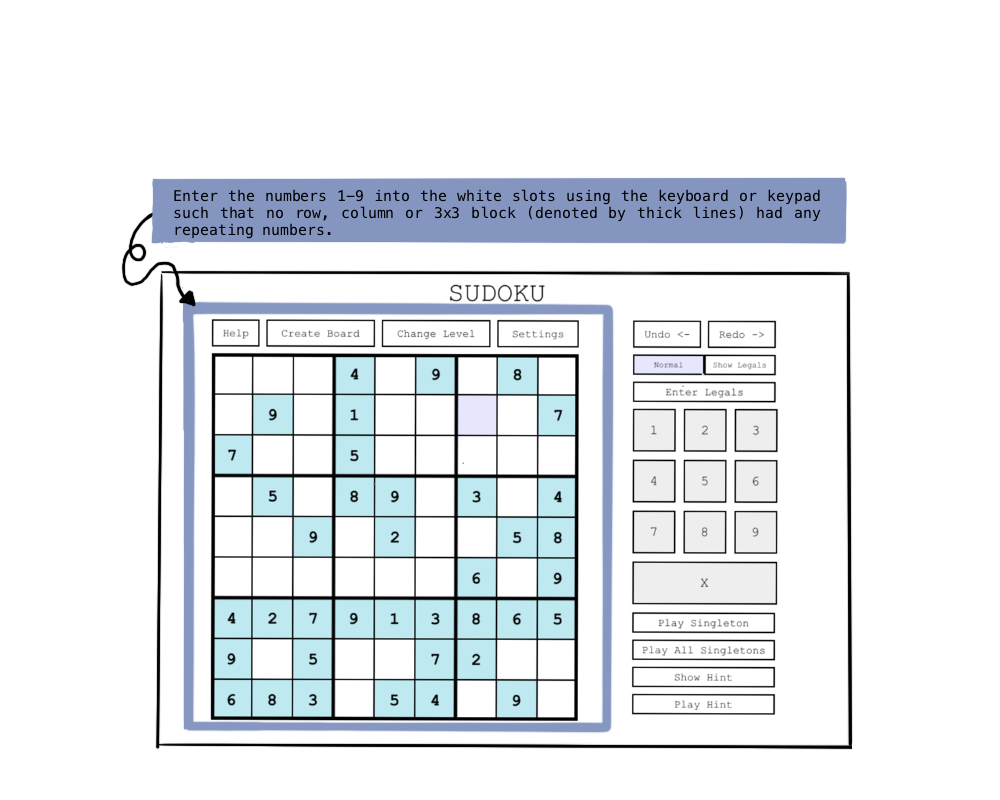 Enter the numbers 1–9 into the white slots using the keyboard or keypad
such that no row, column or 3x3 block (denoted by thick lines) had any
repeating numbers.
SUDOKU
Help Create Board Change Level Settings
4 9 8
9 1 7
7 5
5 8 9 3 4
9 2 5 8
6 9
4 2 7 9 1 3 8 6 5
9 5 7 2
6 8 3 5 4 9
Undo <- Redo ->
Normal Show Legals
Enter Legals
1 2 3
4 5 6
7 8 9
X
Play Singleton
Play All Singletons
Show Hint
Play Hint